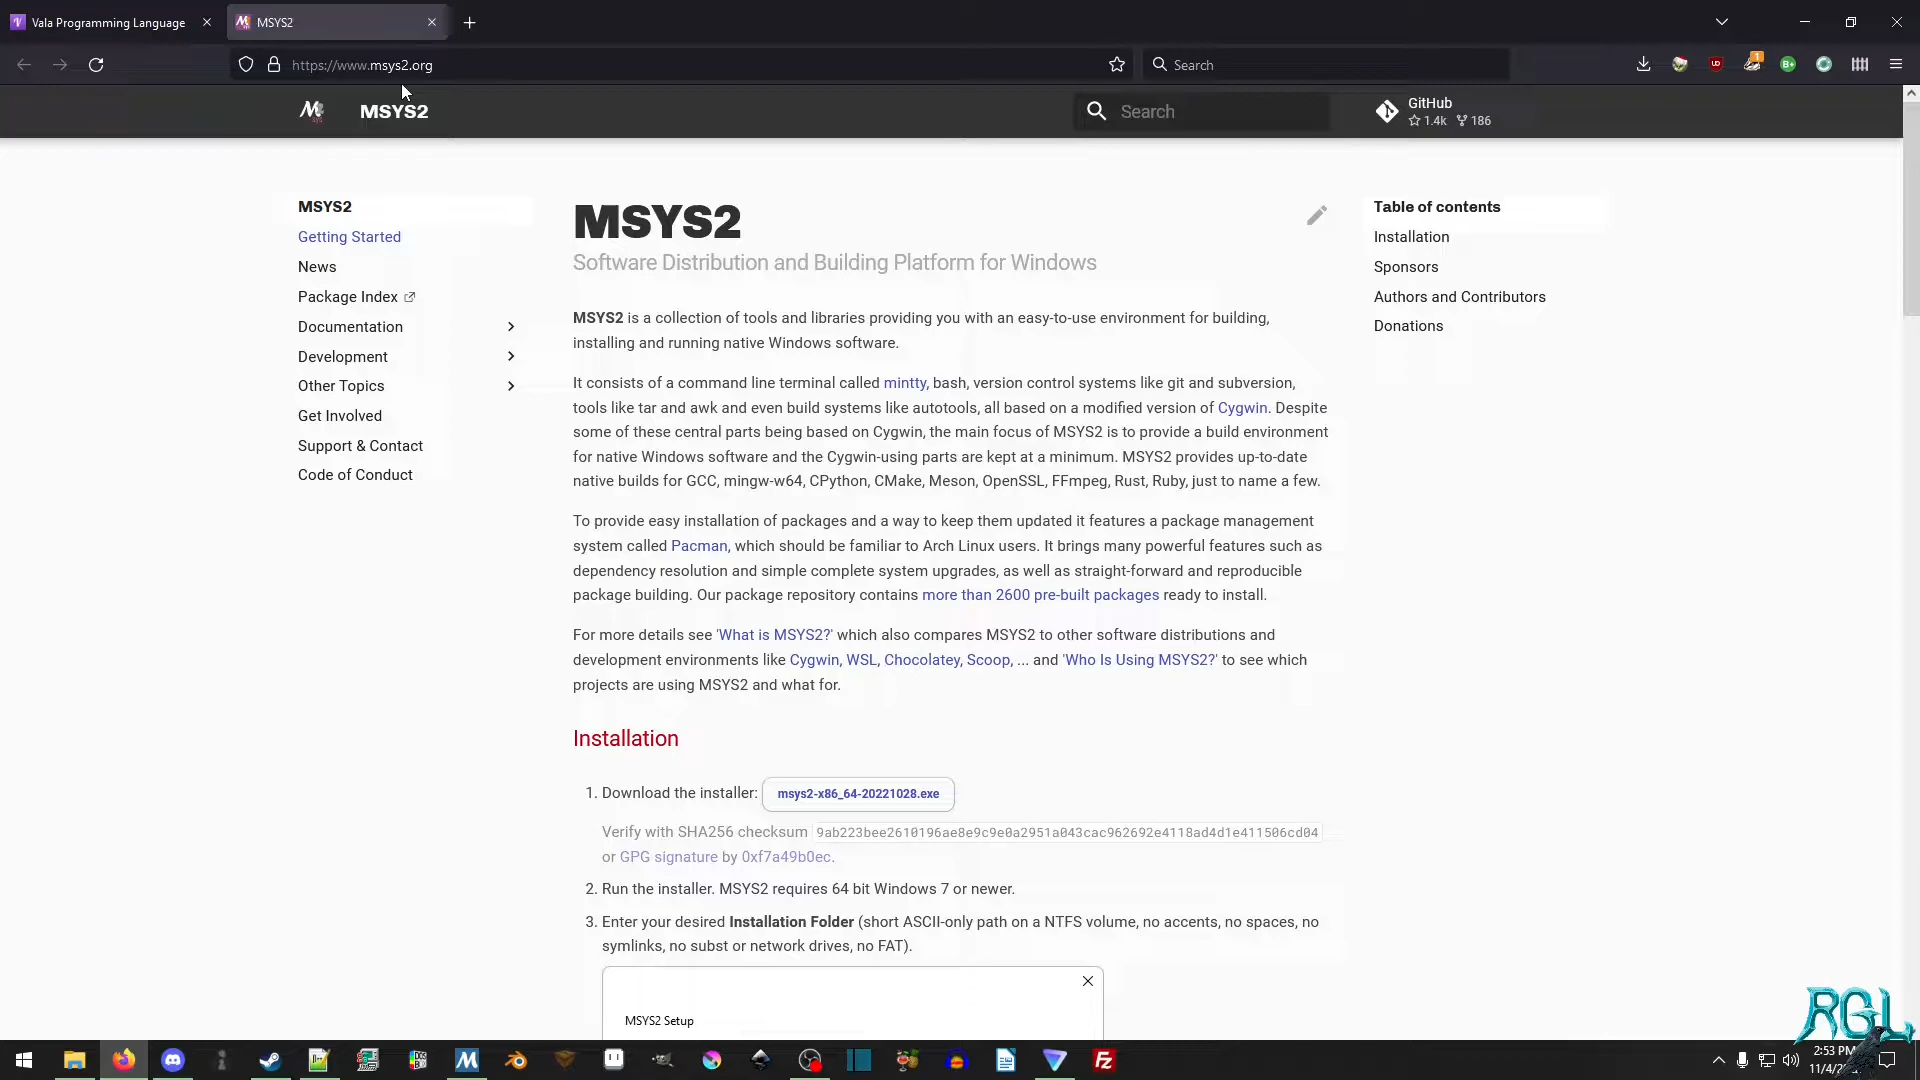 Vala Programming Language
MSYS2
https://www.msys2.org
Search
MSYS2
Search
GitHub
1.4k 186
MSYS2
Getting Started
News
Package Index
Documentation
Development
Other Topics
Get Involved
Support & Contact
Code of Conduct
MSYS2
Software Distribution and Building Platform for Windows
MSYS2 is a collection of tools and libraries providing you with an easy-to-use environment for building,
installing and running native Windows software.
It consists of a command line terminal called mintty, bash, version control systems like git and subversion,
tools like tar and awk and even build systems like autotools, all based on a modified version of Cygwin. Despite
some of these central parts being based on Cygwin, the main focus of MSYS2 is to provide a build environment
for native Windows software and the Cygwin-using parts are kept at a minimum. MSYS2 provides up-to-date
native builds for GCC, mingw-w64, CPython, CMake, Meson, OpenSSL, FFmpeg, Rust, Ruby, just to name a few.
To provide easy installation of packages and a way to keep them updated it features a package management
system called Pacman, which should be familiar to Arch Linux users. It brings many powerful features such as
dependency resolution and simple complete system upgrades, as well as straight-forward and reproducible
package building. Our package repository contains more than 2600 pre-built packages ready to install.
For more details see 'What is MSYS2?' which also compares MSYS2 to other software distributions and
development environments like Cygwin, WSL, Chocolatey, Scoop, ... and 'Who Is Using MSYS2?' to see which
projects are using MSYS2 and what for.
Installation
1. Download the installer: msys2-x86_64-20221028.exe
Verify with SHA256 checksum 9ab223bee2610196ae8e9c9e0a2951a043cac962692e4118ad4d1e411506cd04
or GPG signature by 0xf7a49b0ec.
2. Run the installer. MSYS2 requires 64 bit Windows 7 or newer.
3. Enter your desired Installation Folder (short ASCII-only path on a NTFS volume, no accents, no spaces, no
symlinks, no subst or network drives, no FAT).
MSYS2 Setup
Table of contents
Installation
Sponsors
Authors and Contributors
Donations
RGL
2:53 PM